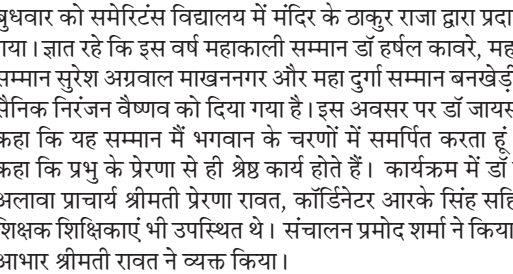 बुधवार को समेरिटंस विद्यालय में मंदिर के ठाकुर राजा द्वारा प्रदा
गया। ज्ञात रहे कि इस वर्ष महाकाली सम्मान डॉ हर्षल कावरे, मह
सम्मान सुरेश अग्रवाल माखननगर और महा दुर्गा सम्मान बनखेड़ी
सैनिक निरंजन वैष्णव को दिया गया है। इस अवसर पर डॉ जायस
कहा कि यह सम्मान मैं भगवान के चरणों में समर्पित करता हूं
कहा कि प्रभु के प्रेरणा से ही श्रेष्ठ कार्य होते हैं। कार्यक्रम में डॉ
अलावा प्राचार्य श्रीमती प्रेरणा रावत, कॉर्डिनेटर आरके सिंह सहि
शिक्षक शिक्षिकाएं भी उपस्थित थे। संचालन प्रमोद शर्मा ने किया
आभार श्रीमती रावत ने व्यक्त किया।